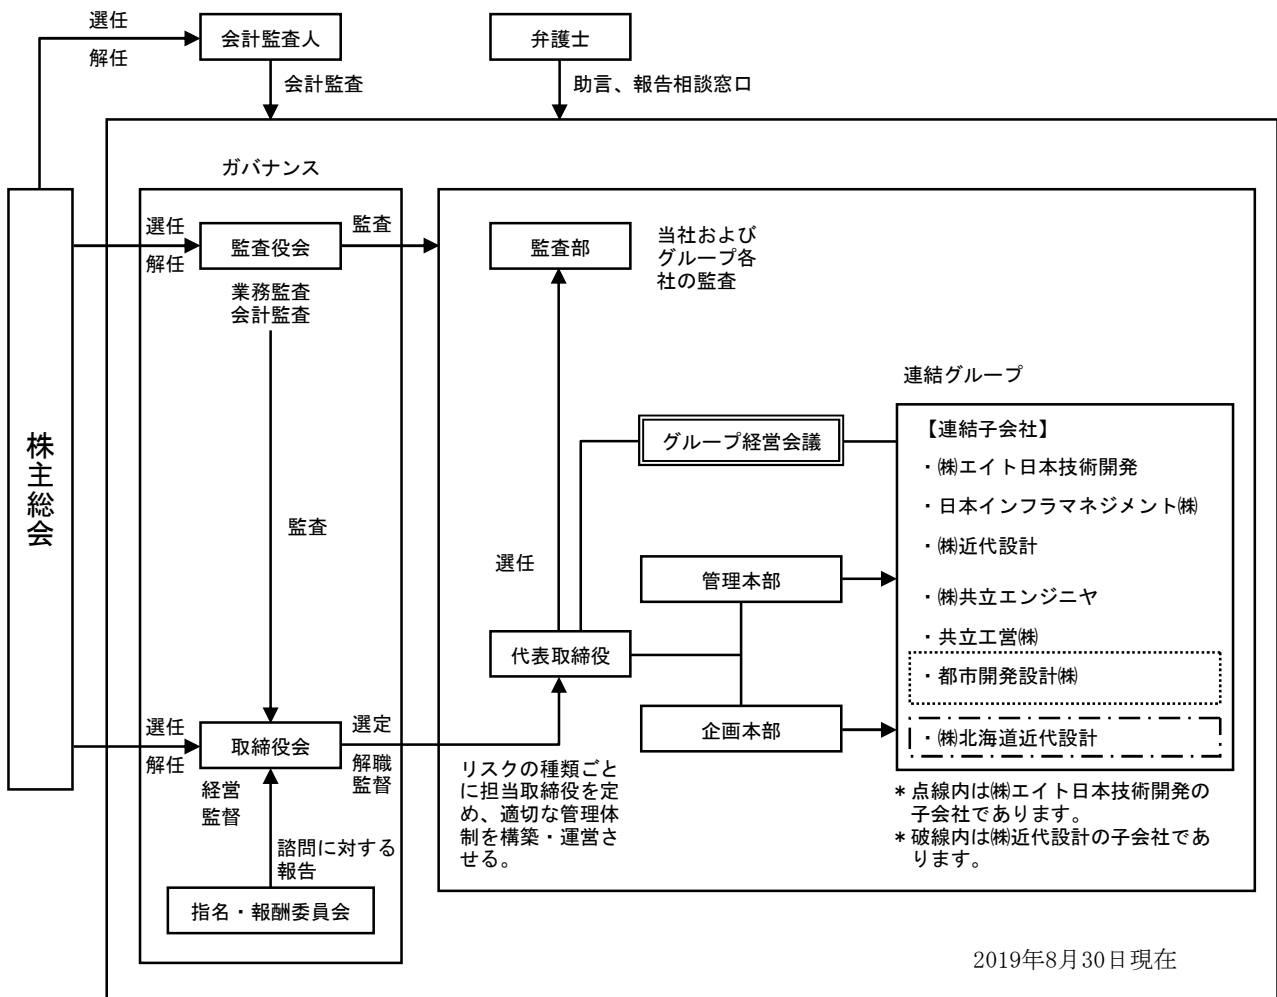 選任
解任
会計監査人
会計監査
弁護士
助言、報告相談窓口
株主総会
ガバナンス
選任
解任
監査役会
業務監査
会計監査
監査
監査
選任
解任
取締役会
経営
監督
選定
解職
監督
諮問に対する
報告
指名・報酬委員会
監査部
当社および
グループ各
社の監査
選任
代表取締役
リスクの種類ごと
に担当取締役を定
め、適切な管理体
制を構築・運営さ
せる。
グループ経営会議
管理本部
企画本部
連結グループ
【連結子会社】
・㈱エイト日本技術開発
・日本インフラマネジメント㈱
・㈱近代設計
・㈱共立エンジニヤ
・共立工営㈱
・都市開発設計㈱
・㈱北海道近代設計
* 点線内は㈱エイト日本技術開発の
子会社であります。
* 破線内は㈱近代設計の子会社であ
ります。
2019年8月30日現在